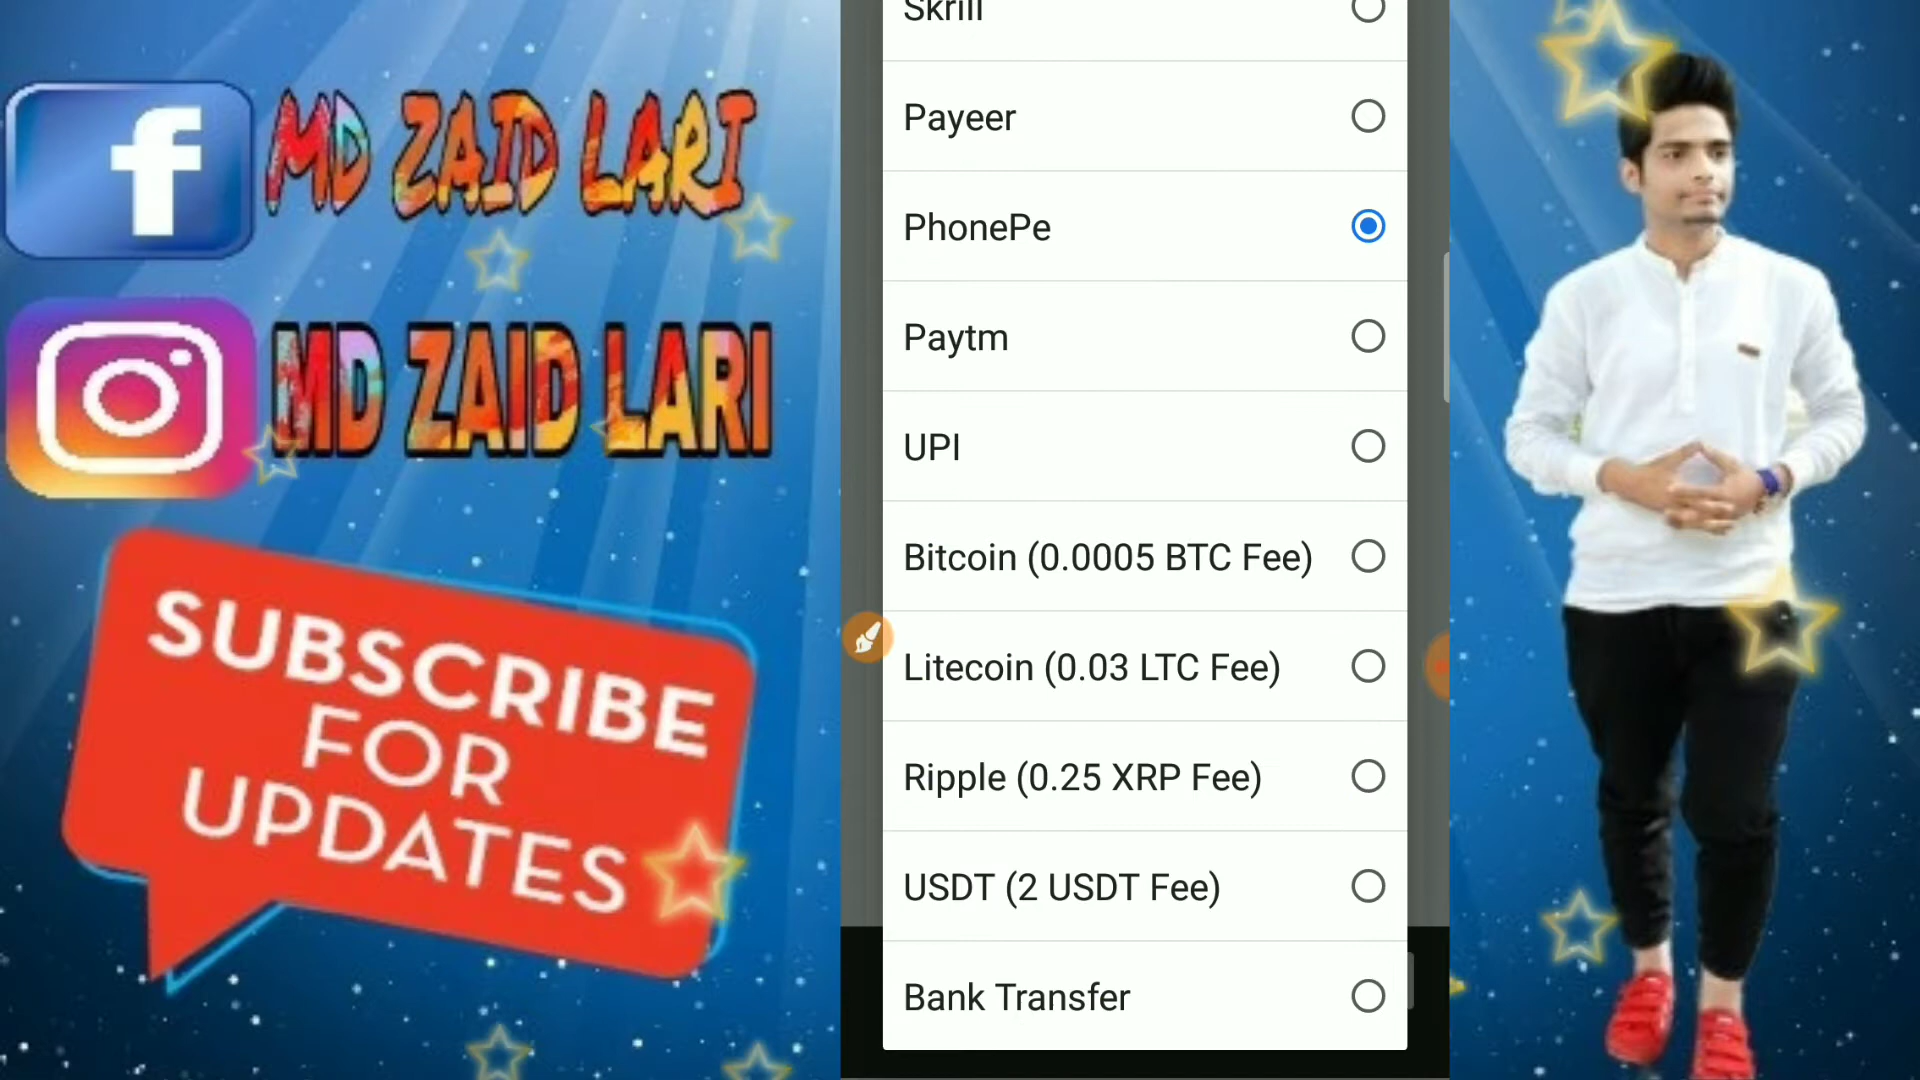 MD ZAID LARI
MD ZAID LARI
SUBSCRIBE
FOR
UPDATES
Skrill
Payeer
PhonePe
Paytm
UPI
Bitcoin (0.0005 BTC Fee)
Litecoin (0.03 LTC Fee)
Ripple (0.25 XRP Fee)
USDT (2 USDT Fee)
Bank Transfer